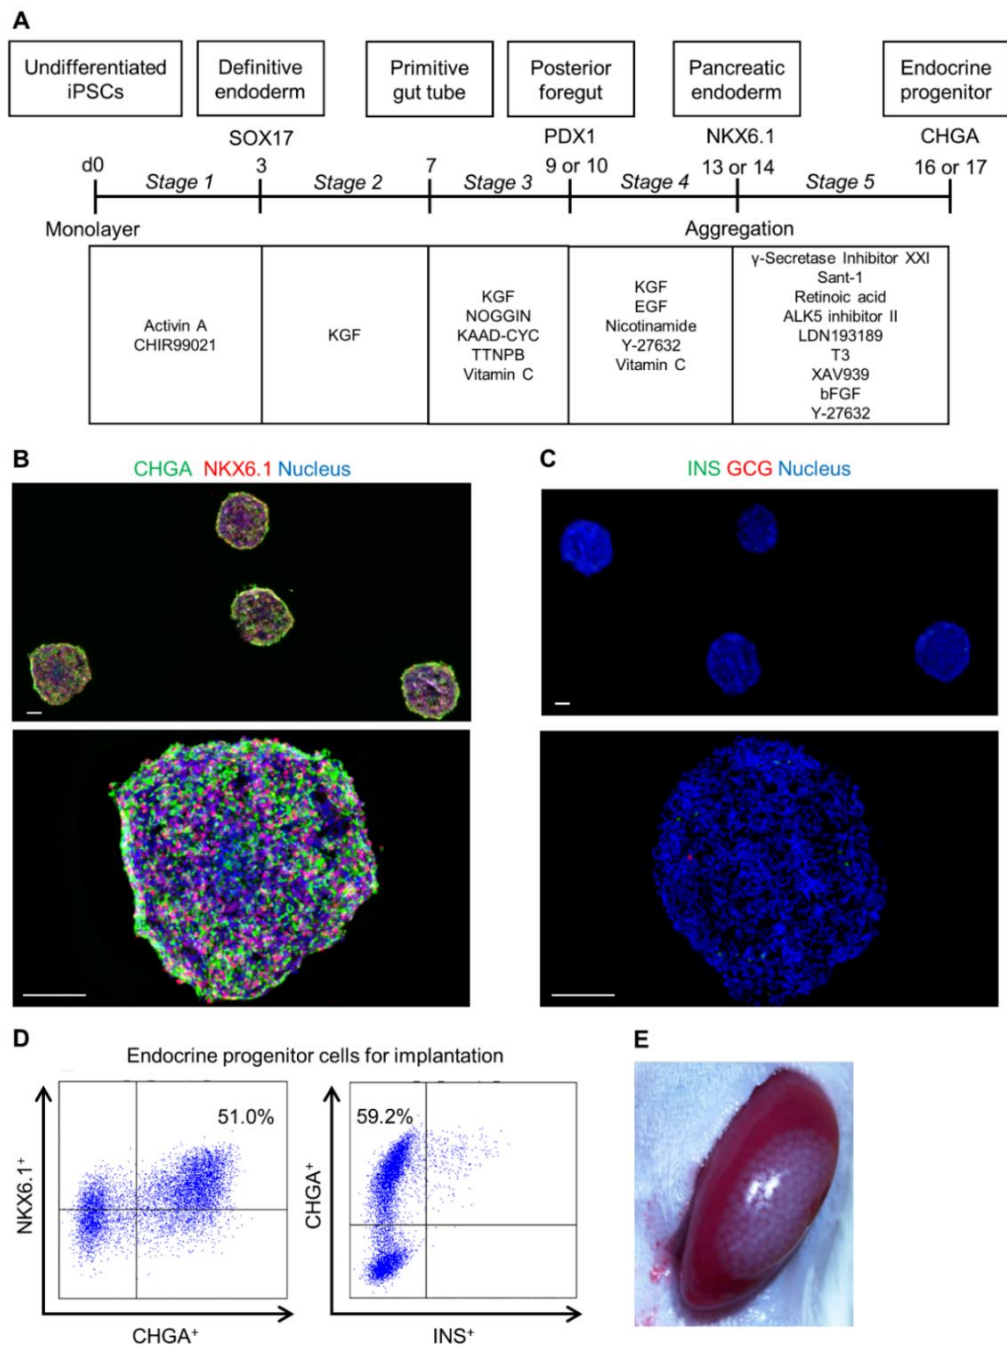 A
Undifferentiated
iPSCs
Definitive
endoderm
Primitive
gut tube
Posterior
foregut
Pancreatic
endoderm
Endocrine
progenitor
SOX17
PDX1
NKX6.1
CHGA
d0
Stage 1
3
Stage 2
7
Stage 3
9 or 10
Stage 4
13 or 14
Stage 5
16 or 17
Monolayer
Aggregation
Activin A
CHIR99021
KGF
KGF
NOGGIN
KAAD-CYC
TTNPB
Vitamin C
KGF
EGF
Nicotinamide
Y-27632
Vitamin C
γ-Secretase Inhibitor XXI
Sant-1
Retinoic acid
ALK5 inhibitor II
LDN193189
T3
XAV939
bFGF
Y-27632
B
CHGA NKX6.1 Nucleus
C
INS GCG Nucleus
D
Endocrine progenitor cells for implantation
51.0%
NKX6.1⁺
CHGA⁺
59.2%
CHGA⁺
INS⁺
E